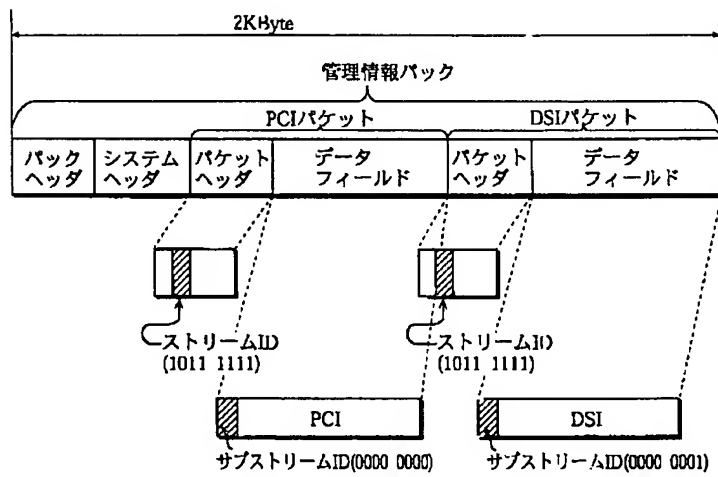 2KByte
管理情報パック
PCIパケット
DSIパケット
パック
ヘッダ
システム
ヘッダ
パケット
ヘッダ
データ
フィールド
パケット
ヘッダ
データ
フィールド
ストリームID
(1011 1111)
ストリームID
(1011 1111)
PCI
DSI
サブストリームID(0000 0000)
サブストリームID(0000 0001)